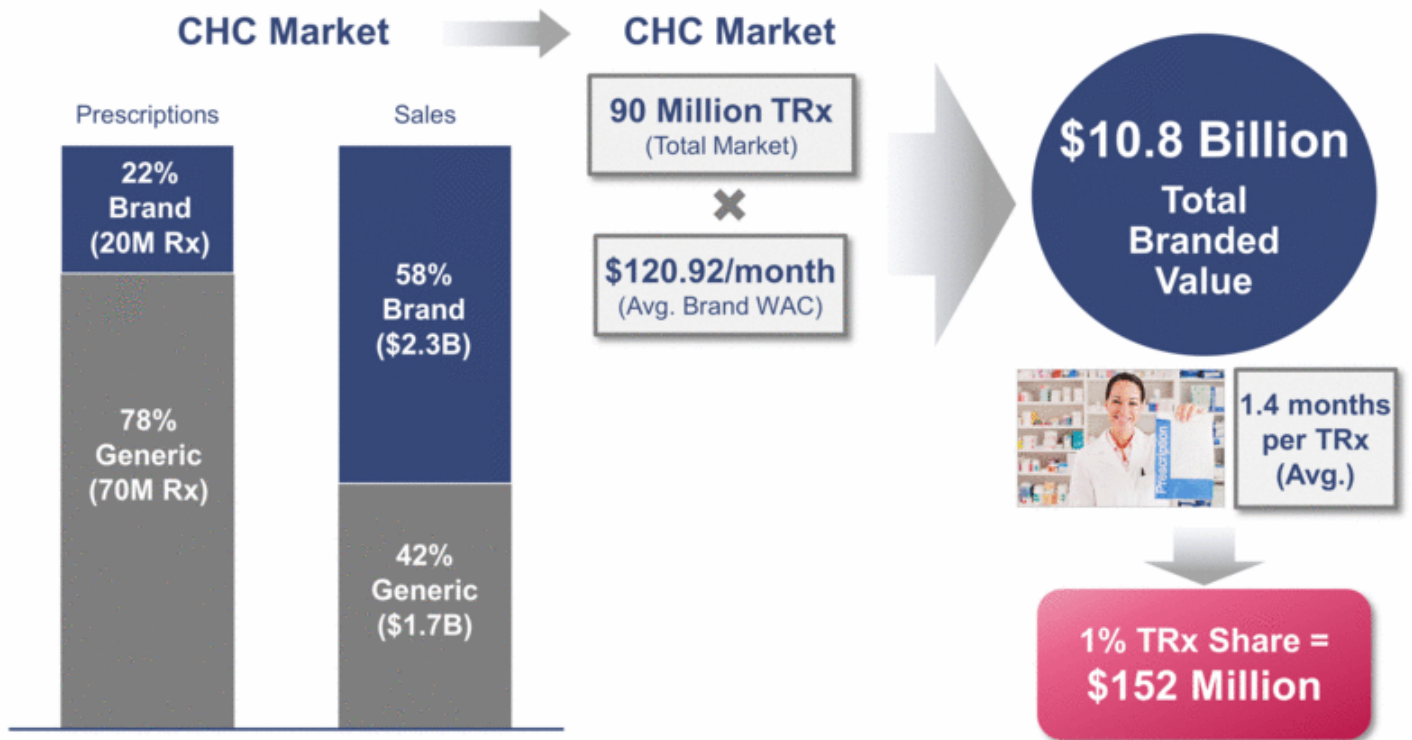 CHC Market
CHC Market
Prescriptions
Sales
22%
Brand
(20M Rx)
78%
Generic
(70M Rx)
58%
Brand
($2.3B)
42%
Generic
($1.7B)
90 Million TRx
(Total Market)
✖
$120.92/month
(Avg. Brand WAC)
$10.8 Billion
Total
Branded
Value
Prescription
1.4 months
per TRx
(Avg.)
1% TRx Share =
$152 Million